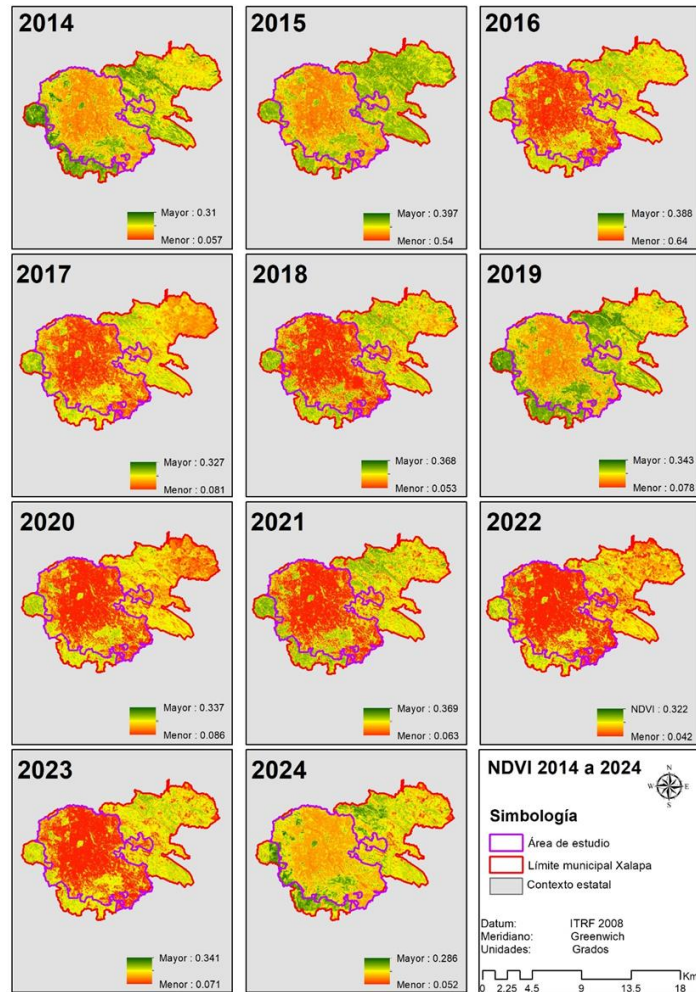 2014
Mayor : 0.31
Menor : 0.057
2015
Mayor : 0.397
Menor : 0.54
2016
Mayor : 0.388
Menor : 0.64
2017
Mayor : 0.327
Menor : 0.081
2018
Mayor : 0.368
Menor : 0.053
2019
Mayor : 0.343
Menor : 0.078
2020
Mayor : 0.337
Menor : 0.086
2021
Mayor : 0.369
Menor : 0.063
2022
NDVI : 0.322
Menor : 0.042
2023
Mayor : 0.341
Menor : 0.071
2024
Mayor : 0.286
Menor : 0.052
NDVI 2014 a 2024
N
W E
S
Simbología
Área de estudio
Límite municipal Xalapa
Contexto estatal
Datum: ITRF 2008
Meridiano: Greenwich
Unidades: Grados
Km
0 2.25 4.5 9 13.5 18